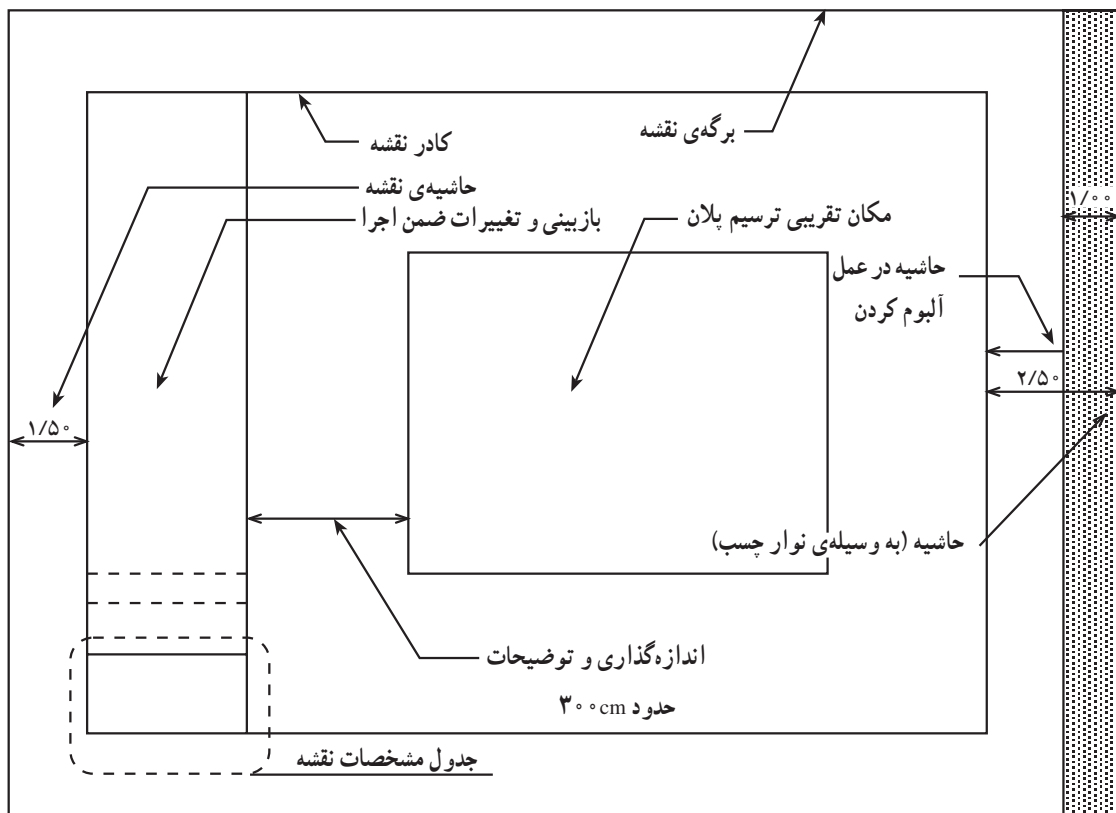 برگه‌ی نقشه
کادر نقشه
حاشیه‌ی نقشه
بازبینی و تغییرات ضمن اجرا
مکان تقریبی ترسیم پلان
۱/۰۰
حاشیه در عمل
آلبوم کردن
۲/۵۰
۱/۵۰
حاشیه (به وسیله‌ی نوار چسب)
اندازه‌گذاری و توضیحات
حدود ۳۰۰cm
جدول مشخصات نقشه